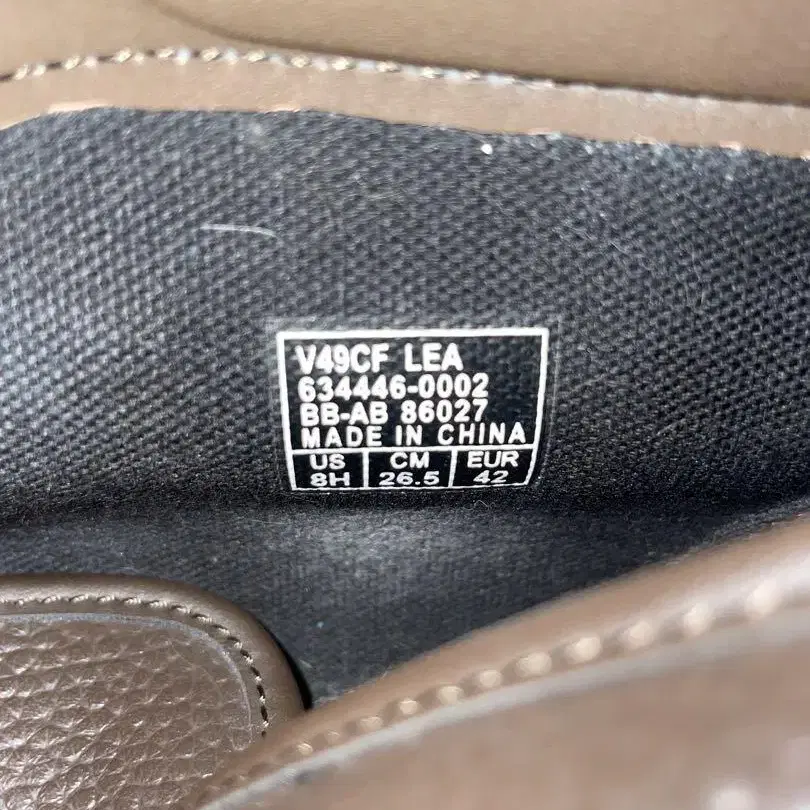 V49CF LEA
634446-0002
BB-AB 86027
MADE IN CHINA
US CM EUR
8H 26.5 42